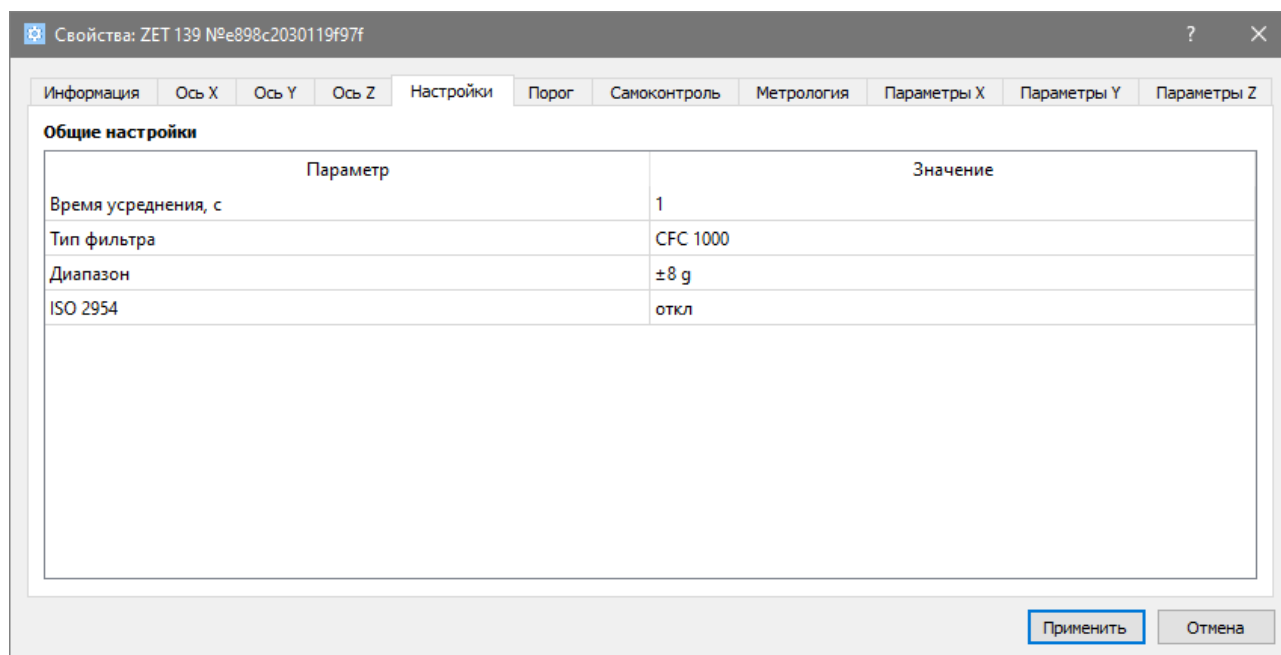 Свойства: ZET 139 №e898c2030119f97f ?
Информация Ось X Ось Y Ось Z Настройки Порог Самоконтроль Метрология Параметры X Параметры Y Параметры Z
Общие настройки
Параметр Значение
Время усреднения, с 1
Тип фильтра CFC 1000
Диапазон ±8 g
ISO 2954 откл
Применить Отмена